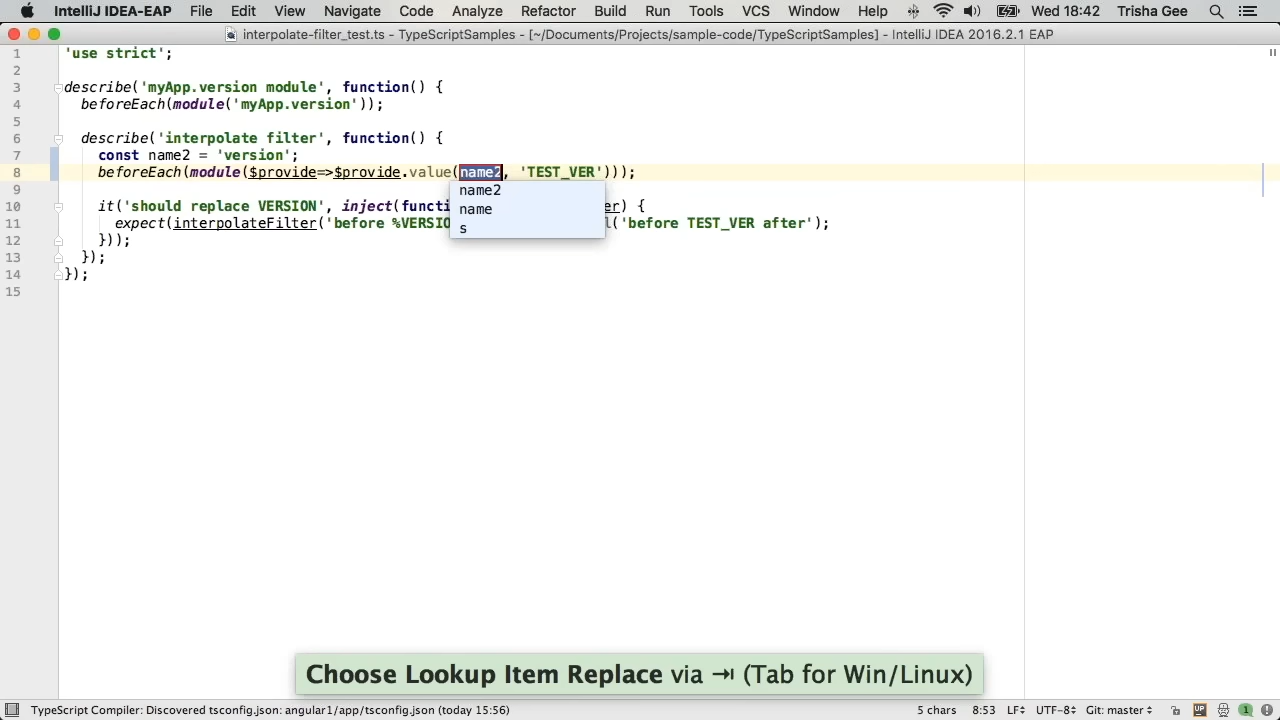 IntelliJ IDEA-EAP File Edit View Navigate Code Analyze Refactor Build Run Tools VCS Window Help Wed 18:42 Trisha Gee
interpolate-filter_test.ts - TypeScriptSamples - [~/Documents/Projects/sample-code/TypeScriptSamples] - IntelliJ IDEA 2016.2.1 EAP
1 'use strict';
2
3 describe('myApp.version module', function() {
4 beforeEach(module('myApp.version'));
5
6 describe('interpolate filter', function() {
7 const name2 = 'version';
8 beforeEach(module($provide=>$provide.value(name2, 'TEST_VER')));
name2
9
10 it('should replace VERSION', inject(functi er) {
name
11 expect(interpolateFilter('before %VERSIO l('before TEST_VER after');
s
12 }));
13 });
14 });
15
Choose Lookup Item Replace via ⇥ (Tab for Win/Linux)
TypeScript Compiler: Discovered tsconfig.json: angular1/app/tsconfig.json (today 15:56) 5 chars 8:53 LF UTF-8 Git: master UP 1